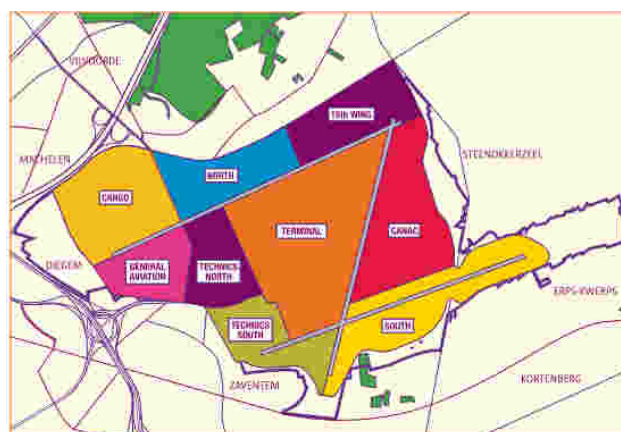 VILVOORDE
15th WING
MACHELEN
STEENOKKERZEEL
NORTH
CARGO
TERMINAL
CANAC
DIEGEM
GENERAL
AVIATION
TECHNICS
NORTH
ERPS-KWERPS
TECHNICS
SOUTH
SOUTH
ZAVENTEM
KORTENBERG